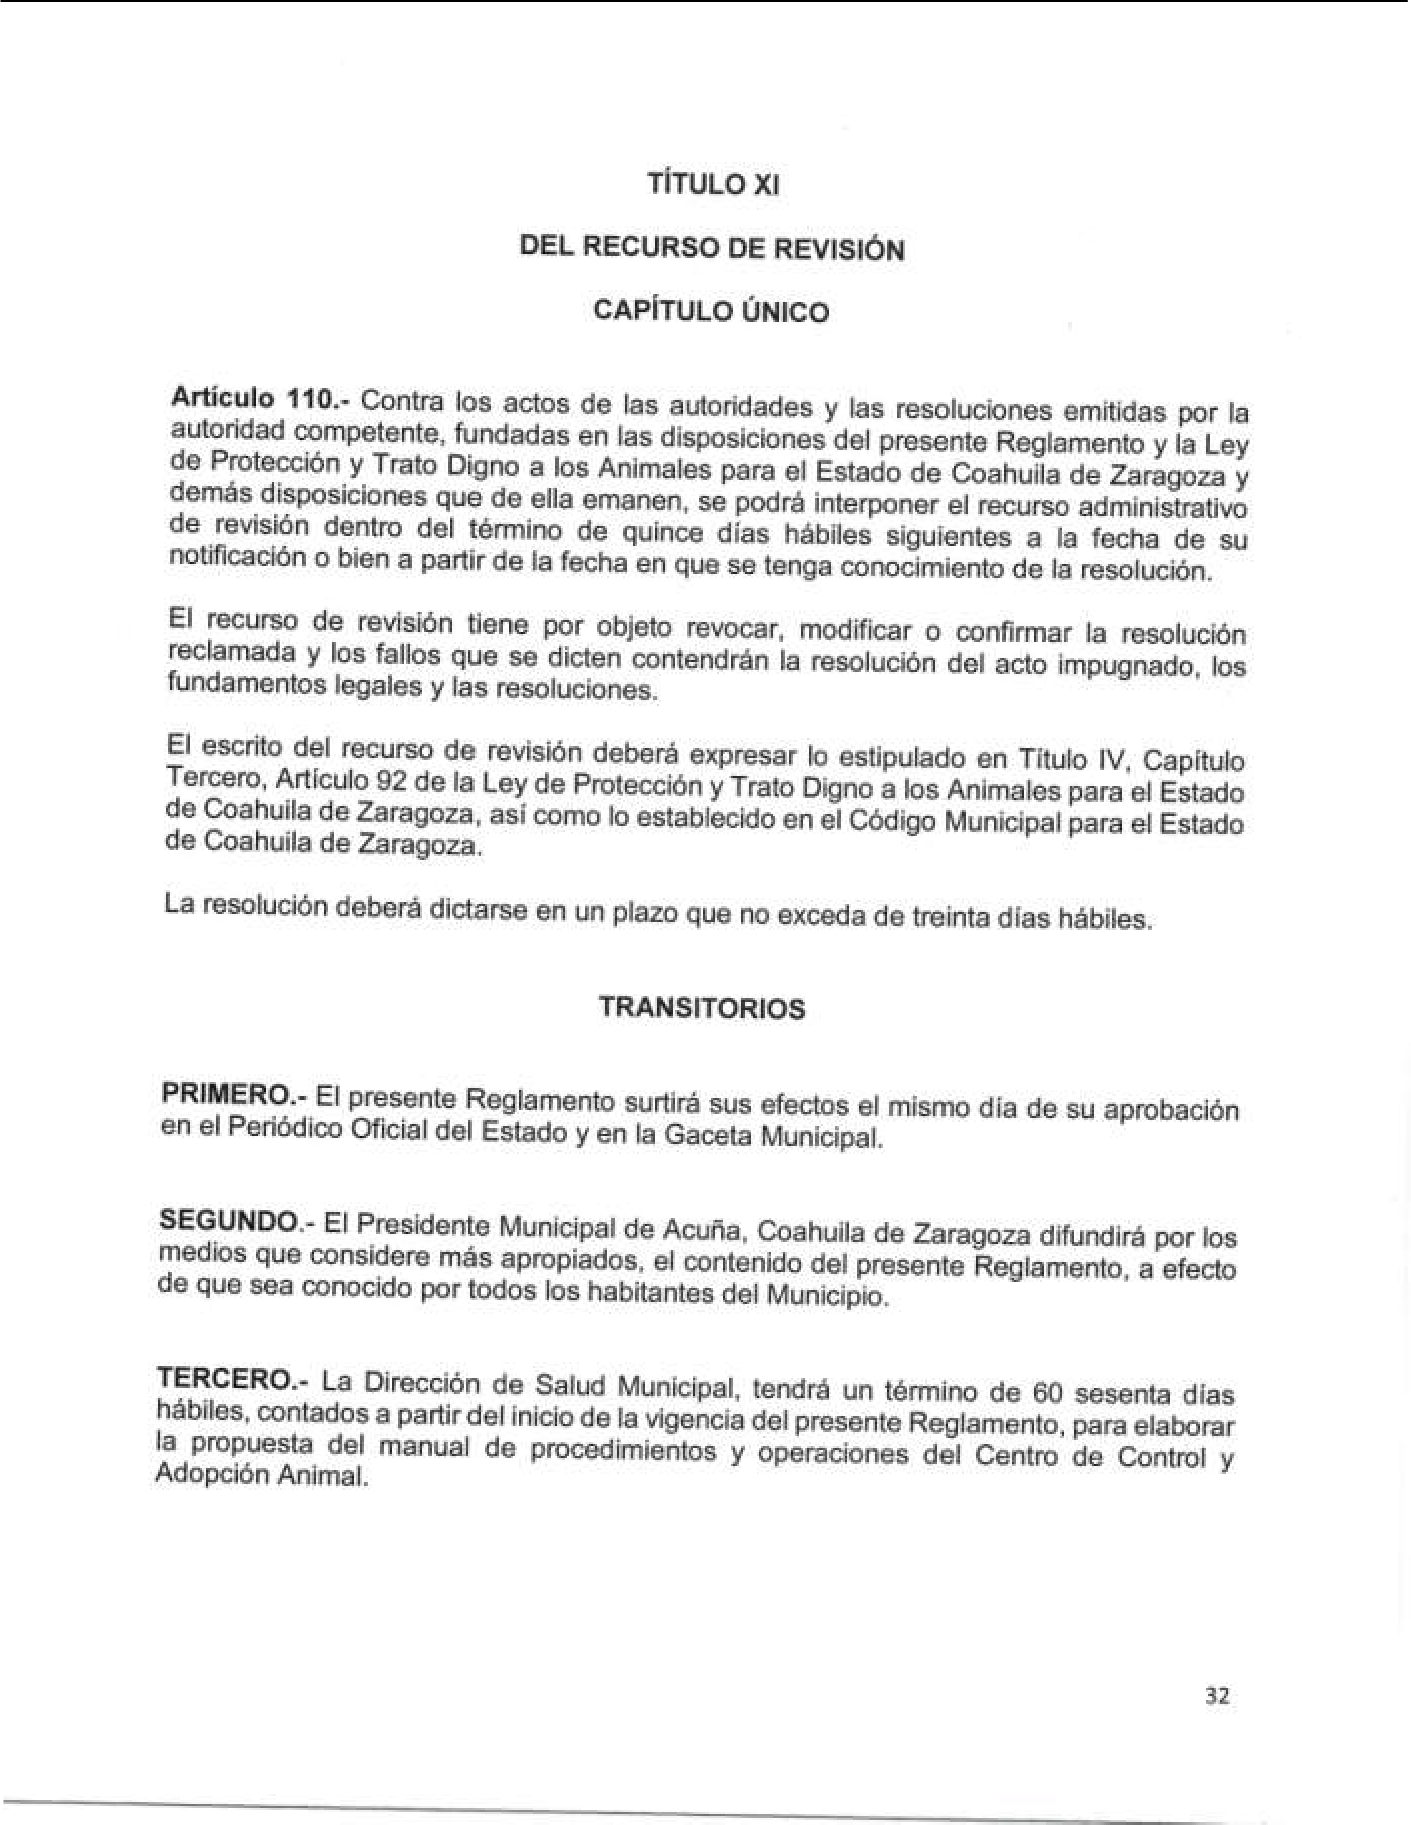 TÍTULO XI
DEL RECURSO DE REVISIÓN
CAPÍTULO ÚNICO
Artículo 110.- Contra los actos de las autoridades y las resoluciones emitidas por la
autoridad competente, fundadas en las disposiciones del presente Reglamento y la Ley
de Protección y Trato Digno a los Animales para el Estado de Coahuila de Zaragoza y
demás disposiciones que de ella emanen, se podrá interponer el recurso administrativo
de revisión dentro del término de quince días hábiles siguientes a la fecha de su
notificación o bien a partir de la fecha en que se tenga conocimiento de la resolución.
El recurso de revisión tiene por objeto revocar, modificar o confirmar la resolución
reclamada y los fallos que se dicten contendrán la resolución del acto impugnado, los
fundamentos legales y las resoluciones.
El escrito del recurso de revisión deberá expresar lo estipulado en Título IV, Capítulo
Tercero, Artículo 92 de la Ley de Protección y Trato Digno a los Animales para el Estado
de Coahuila de Zaragoza, así como lo establecido en el Código Municipal para el Estado
de Coahuila de Zaragoza.
La resolución deberá dictarse en un plazo que no exceda de treinta días hábiles.
TRANSITORIOS
PRIMERO.- El presente Reglamento surtirá sus efectos el mismo día de su aprobación
en el Periódico Oficial del Estado y en la Gaceta Municipal.
SEGUNDO.- El Presidente Municipal de Acuña, Coahuila de Zaragoza difundirá por los
medios que considere más apropiados, el contenido del presente Reglamento, a efecto
de que sea conocido por todos los habitantes del Municipio.
TERCERO.- La Dirección de Salud Municipal, tendrá un término de 60 sesenta días
hábiles, contados a partir del inicio de la vigencia del presente Reglamento, para elaborar
la propuesta del manual de procedimientos y operaciones del Centro de Control y
Adopción Animal.
32